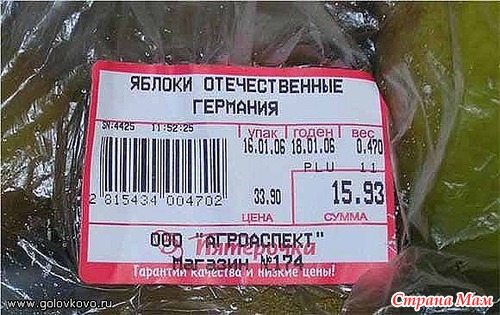 ЯБЛОКИ ОТЕЧЕСТВЕННЫЕ
ГЕРМАНИЯ
SN:4425 11:52:25
упак годен вес
16.01.06 18.01.06 0.470
PLU 11
2 815434 004702
33.90 15.93
ЦЕНА СУММА
ООО "АГРОАСПЕКТ"
Пятерочка
Магазин №174
Гарантии качества и низкие цены!
www.golovkovo.ru
Страна Мам